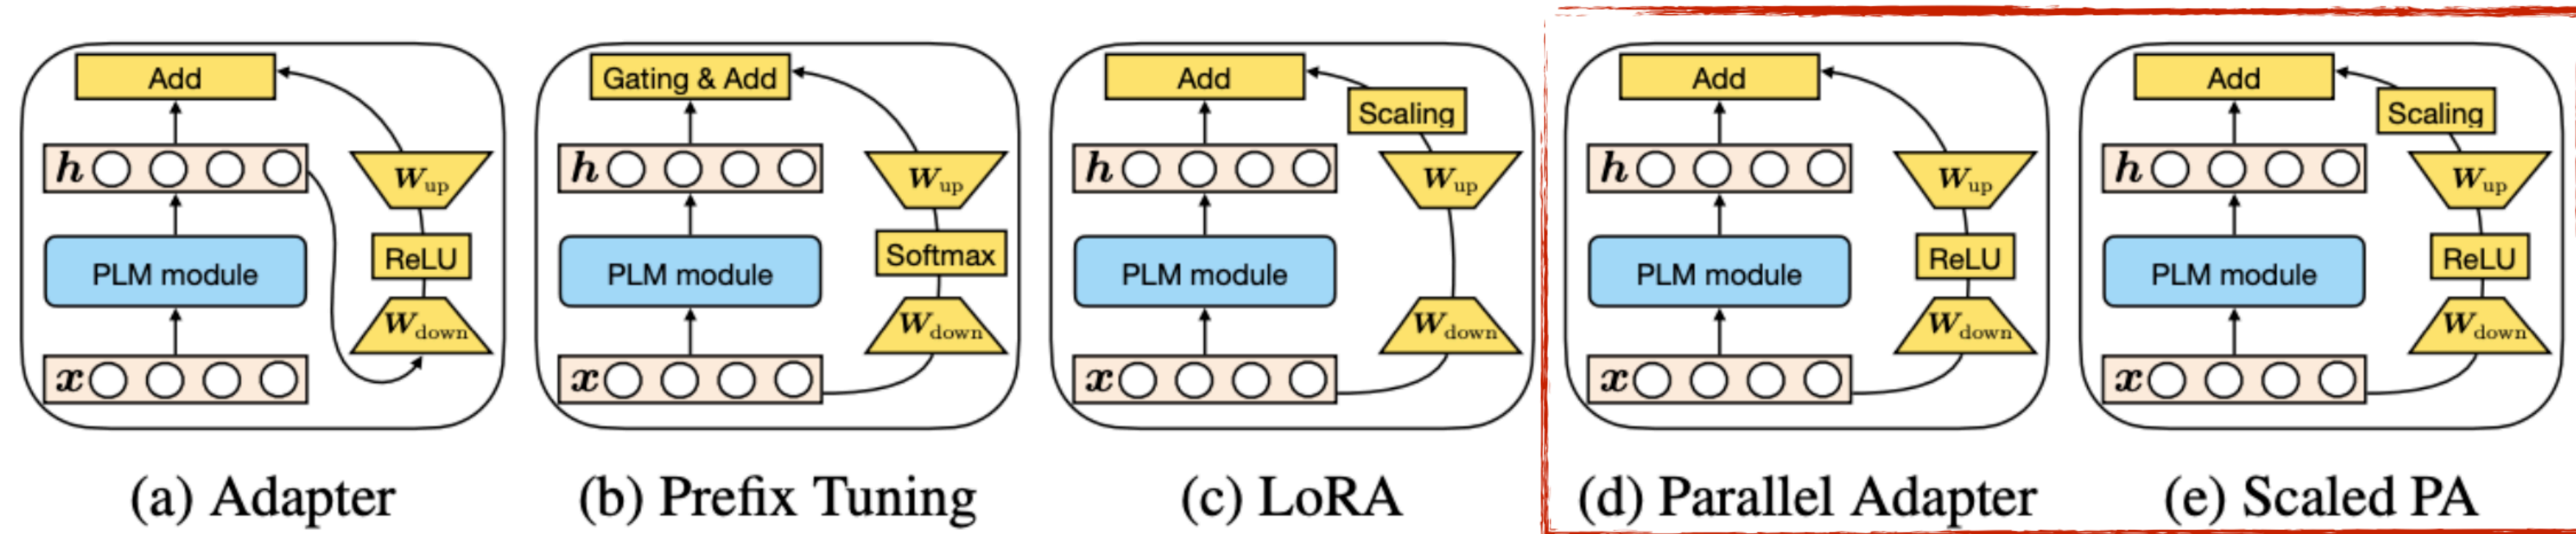 Add
h
W_up
ReLU
PLM module
W_down
x
(a) Adapter
Gating & Add
h
W_up
Softmax
PLM module
W_down
x
(b) Prefix Tuning
Add
Scaling
h
W_up
PLM module
W_down
x
(c) LoRA
Add
h
W_up
ReLU
PLM module
W_down
x
(d) Parallel Adapter
Add
Scaling
h
W_up
ReLU
PLM module
W_down
x
(e) Scaled PA